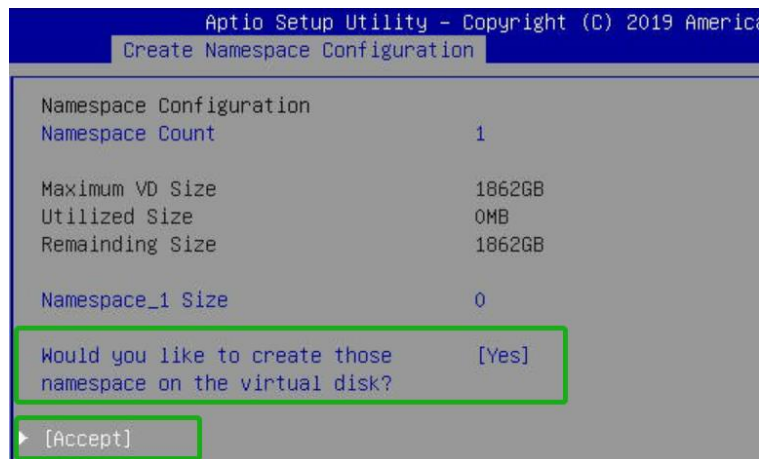 Aptio Setup Utility – Copyright (C) 2019 America
Create Namespace Configuration
Namespace Configuration
Namespace Count 1
Maximum VD Size 1862GB
Utilized Size 0MB
Remainding Size 1862GB
Namespace_1 Size 0
Would you like to create those [Yes]
namespace on the virtual disk?
[Accept]